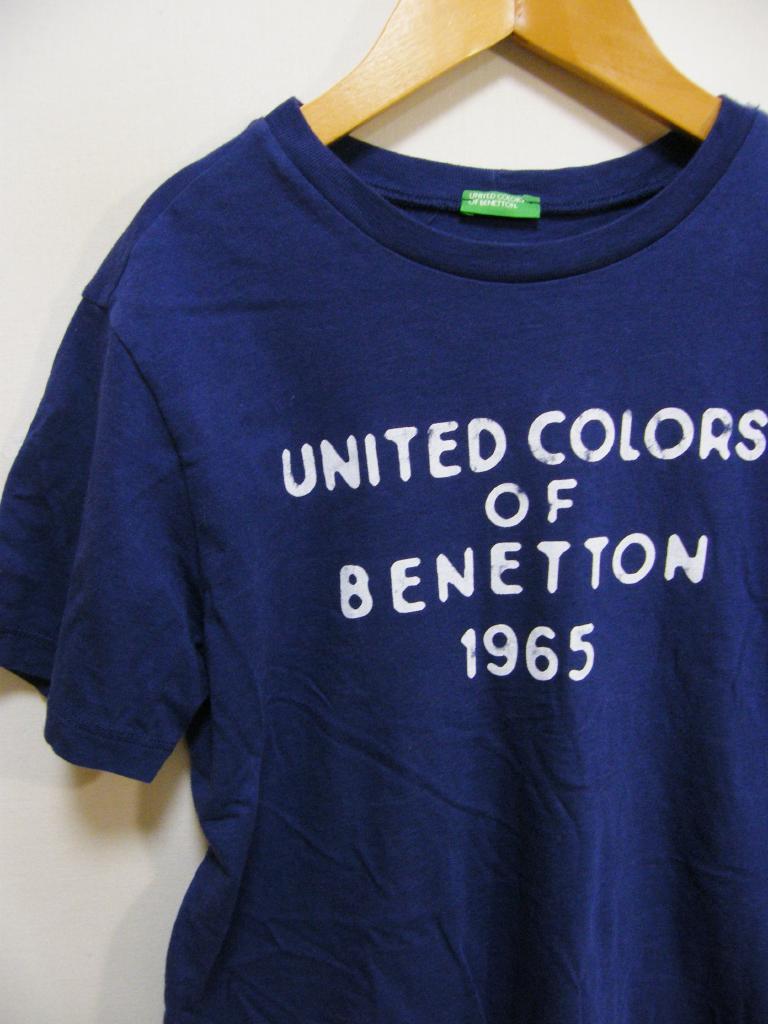 UNITED COLORS
OF BENETTON.
UNITED COLORS
OF
BENETTON
1965